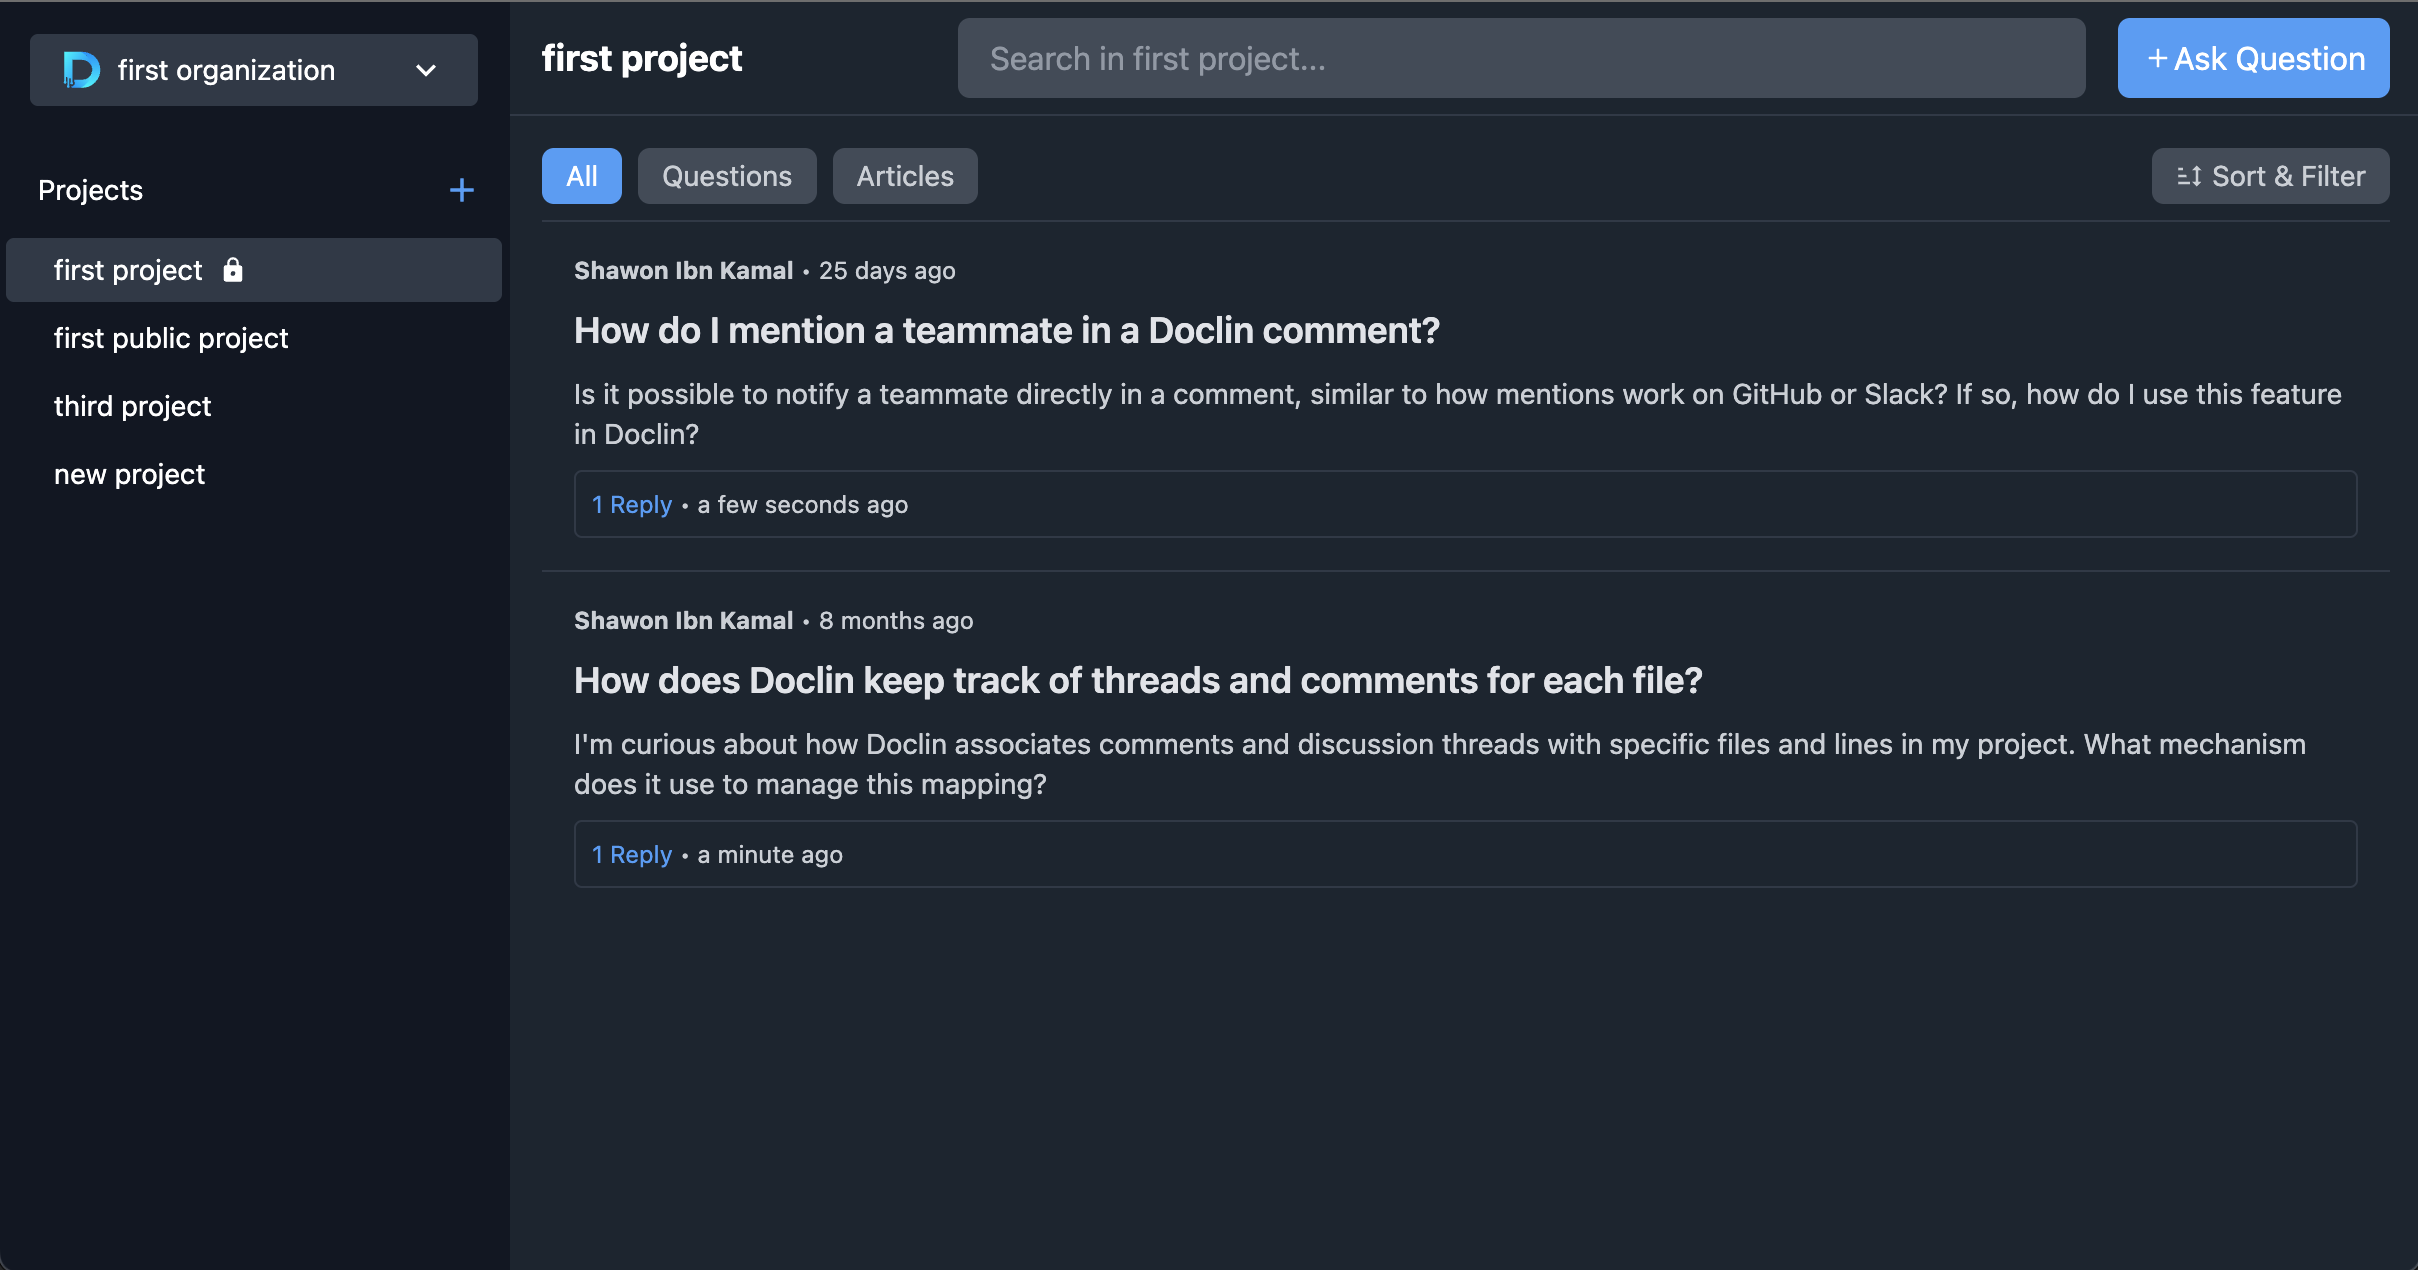 first organization
Projects
+
first project
first public project
third project
new project
first project
Search in first project...
+ Ask Question
All
Questions
Articles
Sort & Filter
Shawon Ibn Kamal • 25 days ago
How do I mention a teammate in a Doclin comment?
Is it possible to notify a teammate directly in a comment, similar to how mentions work on GitHub or Slack? If so, how do I use this feature
in Doclin?
1 Reply • a few seconds ago
Shawon Ibn Kamal • 8 months ago
How does Doclin keep track of threads and comments for each file?
I'm curious about how Doclin associates comments and discussion threads with specific files and lines in my project. What mechanism
does it use to manage this mapping?
1 Reply • a minute ago